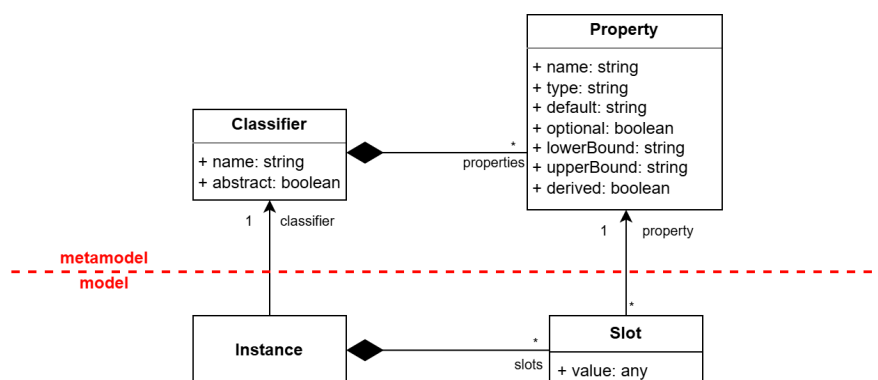 Property
+ name: string
+ type: string
+ default: string
+ optional: boolean
+ lowerBound: string
+ upperBound: string
+ derived: boolean
Classifier
+ name: string
+ abstract: boolean
*
properties
1 classifier
1 property
metamodel
model
*
Instance
*
slots
Slot
+ value: any